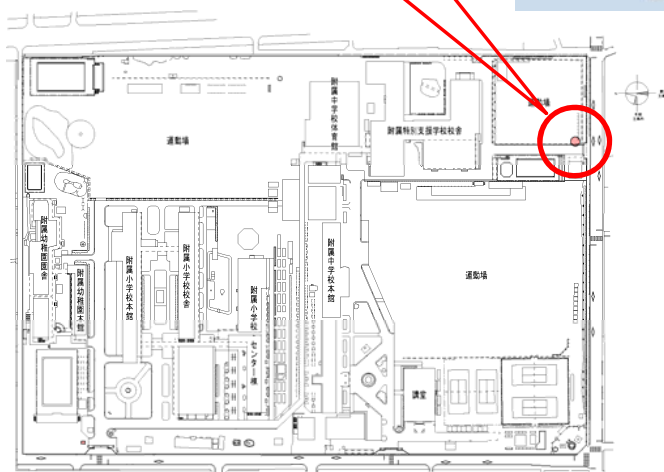 運動場
附属中学校体育館
附属特別支援学校校舎
運動場
附属幼稚園園舎
附属幼稚園本館
附属小学校本館
附属小学校校舎
附属小学校
センター棟
附属中学校本館
運動場
講堂